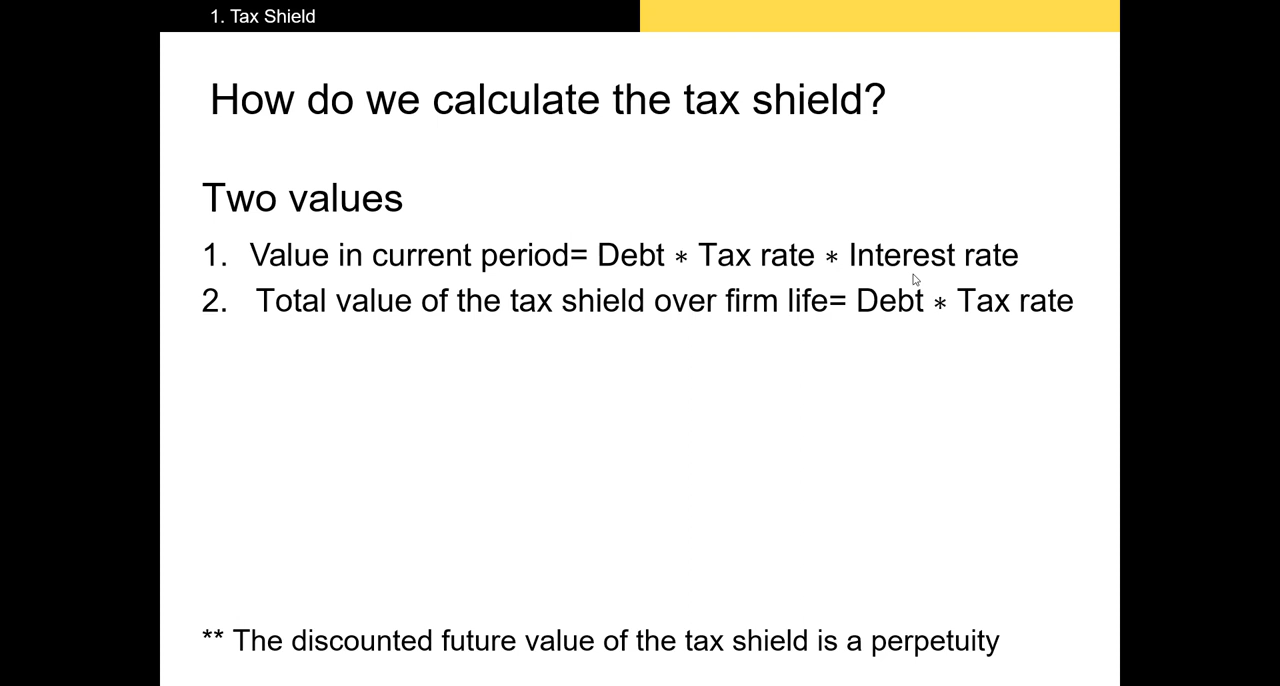 1. Tax Shield
How do we calculate the tax shield?
Two values
1. Value in current period= Debt ∗ Tax rate ∗ Interest rate
2. Total value of the tax shield over firm life= Debt ∗ Tax rate
** The discounted future value of the tax shield is a perpetuity